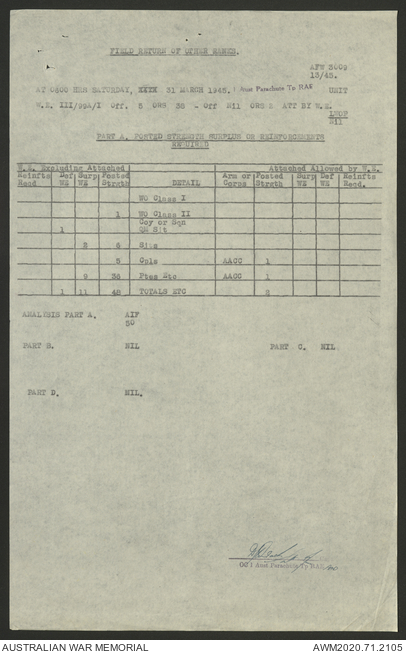 FIELD RETURN OF OTHER RANKS.
AFW 3009
13/45.
AT 0800 HRS SATURDAY, 31 MARCH 1945. 1 Aust Parachute Tp RAE UNIT
W.E. III/99A/1 Off. 5 ORS 38 - Off Nil ORS 2 ATT BY W.E.
Nil
PART A. POSTED STRENGTH SURPLUS OR REINFORCEMENTS
REQUIRED
W.E. Excluding Attached Attached Allowed by W.E.
Reinfts Reqd. Def WE Surp WE Posted Strgth DETAIL Arm or Corps Posted Strgth Surp WE Def WE Reinfts Reqd.
WO Class I
1 WO Class II
Coy or Sqn
1 QM Sjt
2 6 Sjts
5 Cpls AACC 1
9 36 Ptes Etc AACC 1
1 11 48 TOTALS ETC 2
ANALYSIS PART A. AIF
50
PART B. NIL PART C. NIL
PART D. NIL.
OC 1 Aust Parachute Tp RAE
AUSTRALIAN WAR MEMORIAL AWM2020.71.2105